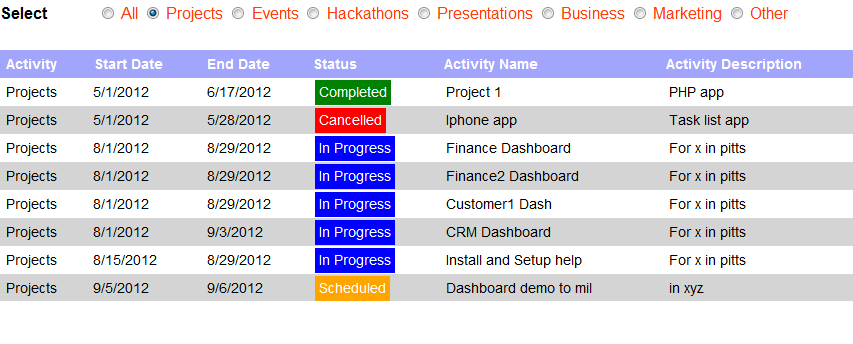 Select All Projects Events Hackathons Presentations Business Marketing Other
Activity Start Date End Date Status Activity Name Activity Description
Projects 5/1/2012 6/17/2012 Completed Project 1 PHP app
Projects 5/1/2012 5/28/2012 Cancelled Iphone app Task list app
Projects 8/1/2012 8/29/2012 In Progress Finance Dashboard For x in pitts
Projects 8/1/2012 8/29/2012 In Progress Finance2 Dashboard For x in pitts
Projects 8/1/2012 8/29/2012 In Progress Customer1 Dash For x in pitts
Projects 8/1/2012 9/3/2012 In Progress CRM Dashboard For x in pitts
Projects 8/15/2012 8/29/2012 In Progress Install and Setup help For x in pitts
Projects 9/5/2012 9/6/2012 Scheduled Dashboard demo to mil in xyz